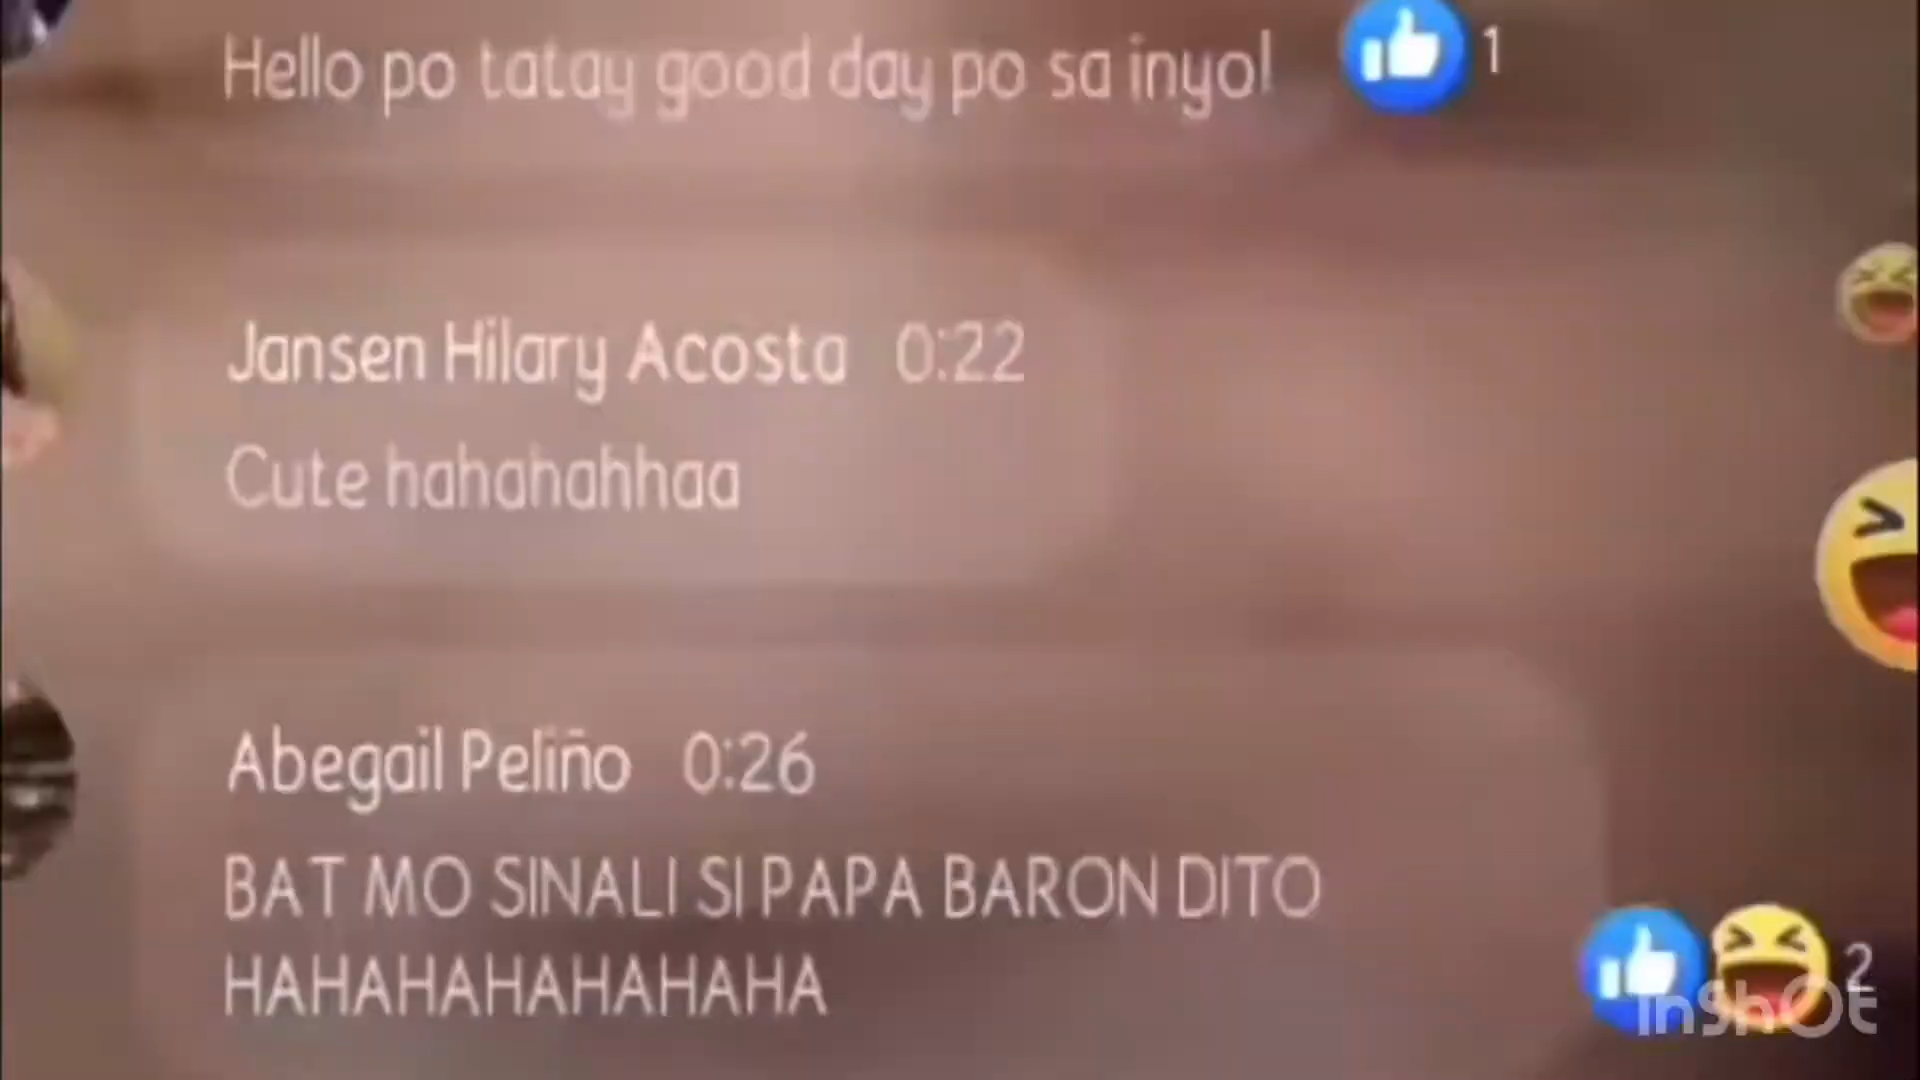 Hello po tatay good day po sa inyo!
1
Jansen Hilary Acosta 0:22
Cute hahahahhaa
Abegail Peliño 0:26
BAT MO SINALI SI PAPA BARON DITO
HAHAHAHAHAHAHA
2
InShOt